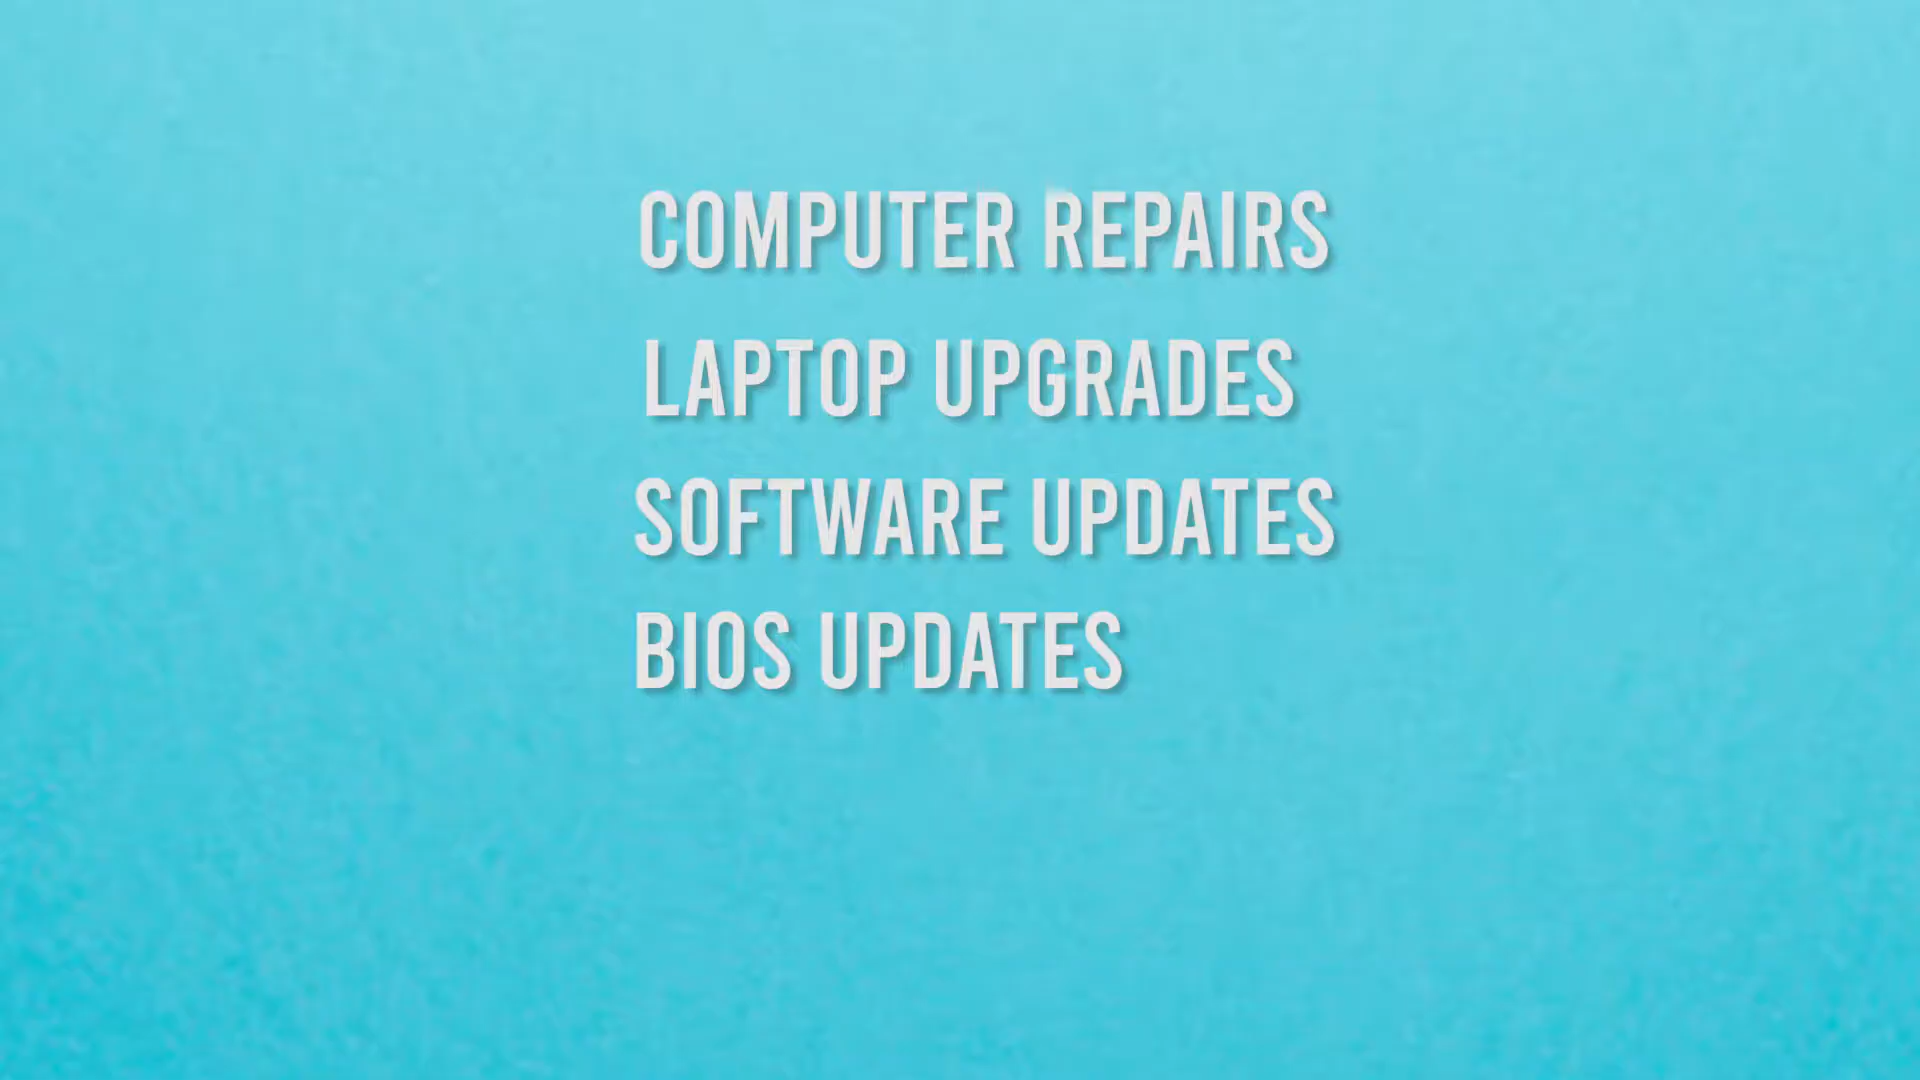 COMPUTER REPAIRS
LAPTOP UPGRADES
SOFTWARE UPDATES
BIOS UPDATES